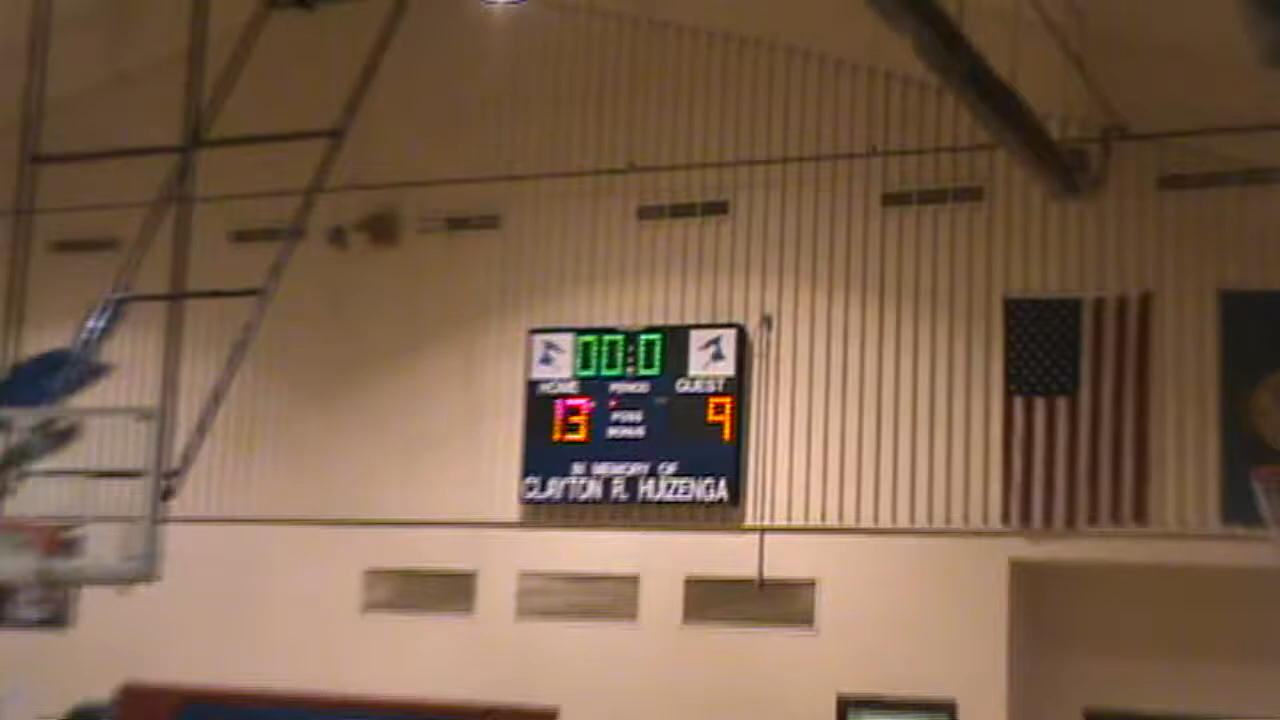 00:0
HOME PERIOD GUEST
13 POSS 9
BONUS
IN MEMORY OF
CLAYTON R. HUIZENGA